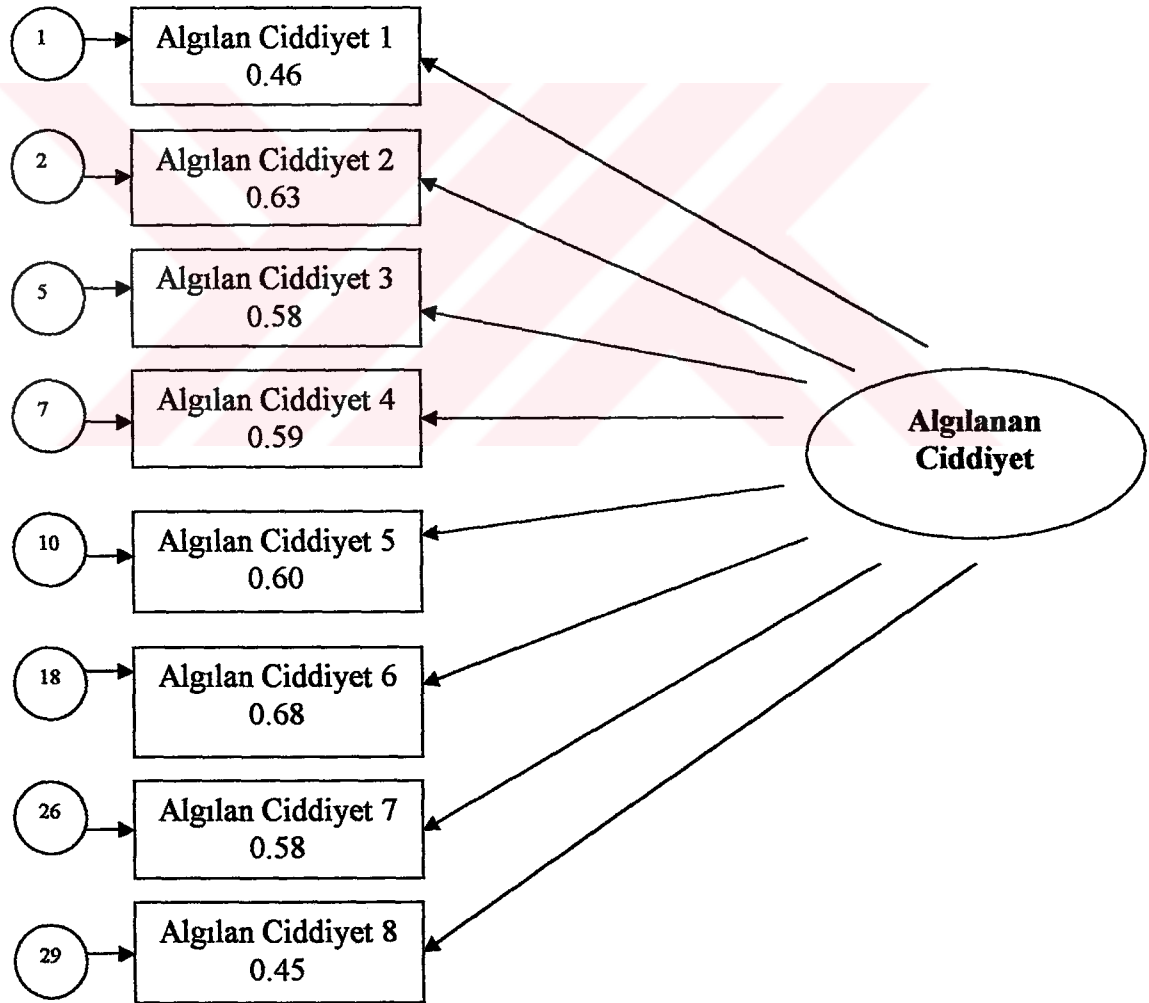 1
Algılan Ciddiyet 1
0.46
2
Algılan Ciddiyet 2
0.63
5
Algılan Ciddiyet 3
0.58
7
Algılan Ciddiyet 4
0.59
Algılanan
Ciddiyet
10
Algılan Ciddiyet 5
0.60
18
Algılan Ciddiyet 6
0.68
26
Algılan Ciddiyet 7
0.58
29
Algılan Ciddiyet 8
0.45